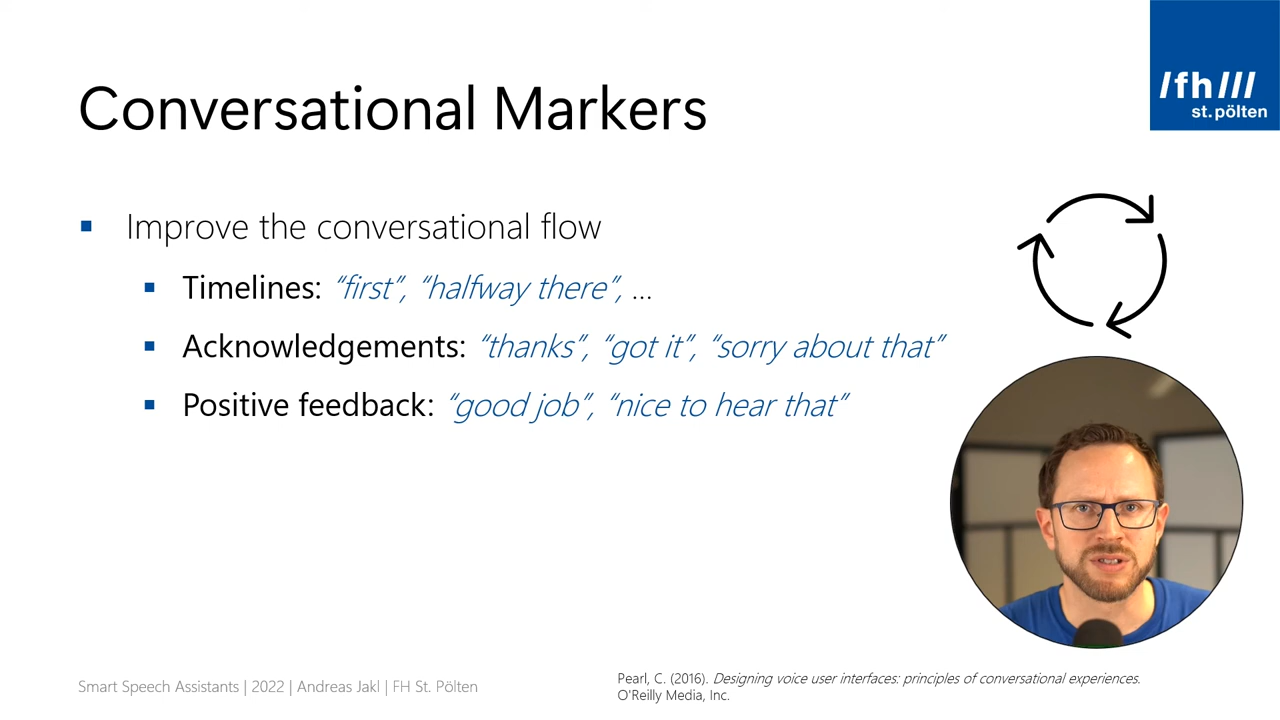 /fh///
st.pölten
Conversational Markers
Improve the conversational flow
Timelines: “first”, “halfway there”, ...
Acknowledgements: “thanks”, “got it”, “sorry about that”
Positive feedback: “good job”, “nice to hear that”
Smart Speech Assistants | 2022 | Andreas Jakl | FH St. Pölten
Pearl, C. (2016). Designing voice user interfaces: principles of conversational experiences.
O'Reilly Media, Inc.